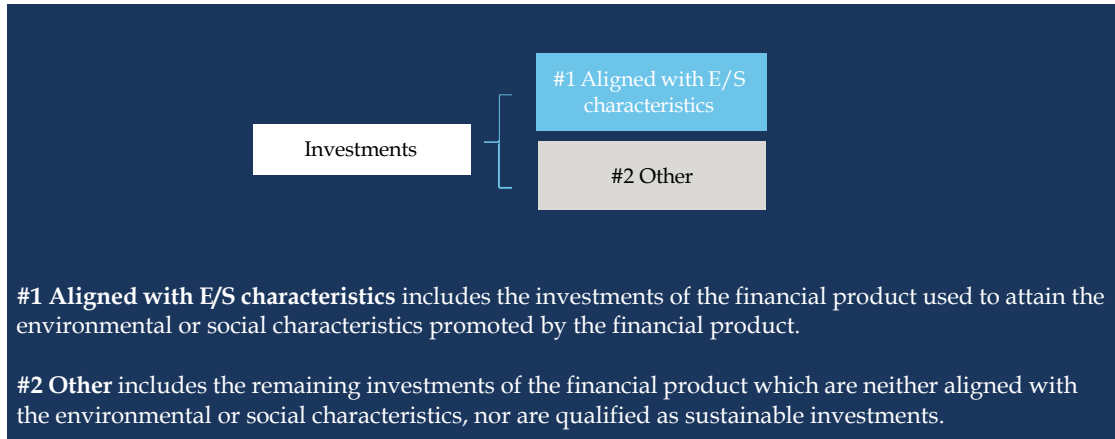 #1 Aligned with E/S
characteristics
Investments
#2 Other
#1 Aligned with E/S characteristics includes the investments of the financial product used to attain the
environmental or social characteristics promoted by the financial product.
#2 Other includes the remaining investments of the financial product which are neither aligned with
the environmental or social characteristics, nor are qualified as sustainable investments.